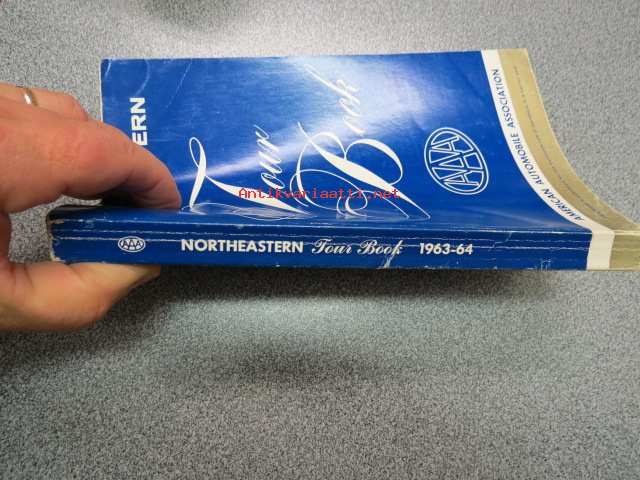 ERN
Tour
Book
AAA
AMERICAN AUTOMOBILE ASSOCIATION
Antikvariaatti.net
AAA NORTHEASTERN Tour Book 1963-64